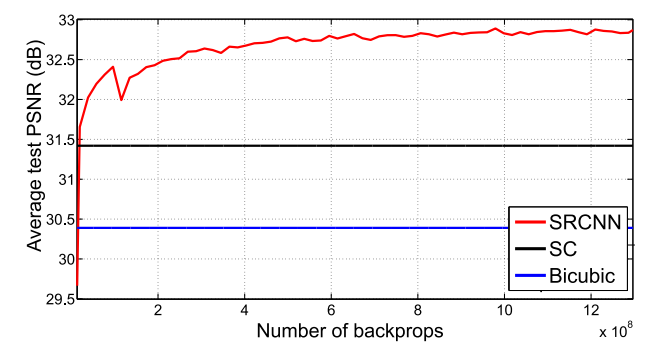 Average test PSNR (dB)
33
32.5
32
31.5
31
30.5
30
29.5
2 4 6 8 10 12
x 10^8
Number of backprops
SRCNN
SC
Bicubic